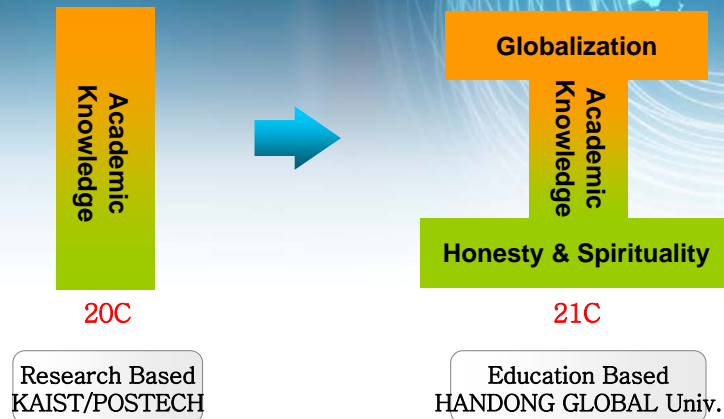 Academic
Knowledge
20C
Research Based
KAIST/POSTECH
Globalization
Academic
Knowledge
Honesty & Spirituality
21C
Education Based
HANDONG GLOBAL Univ.